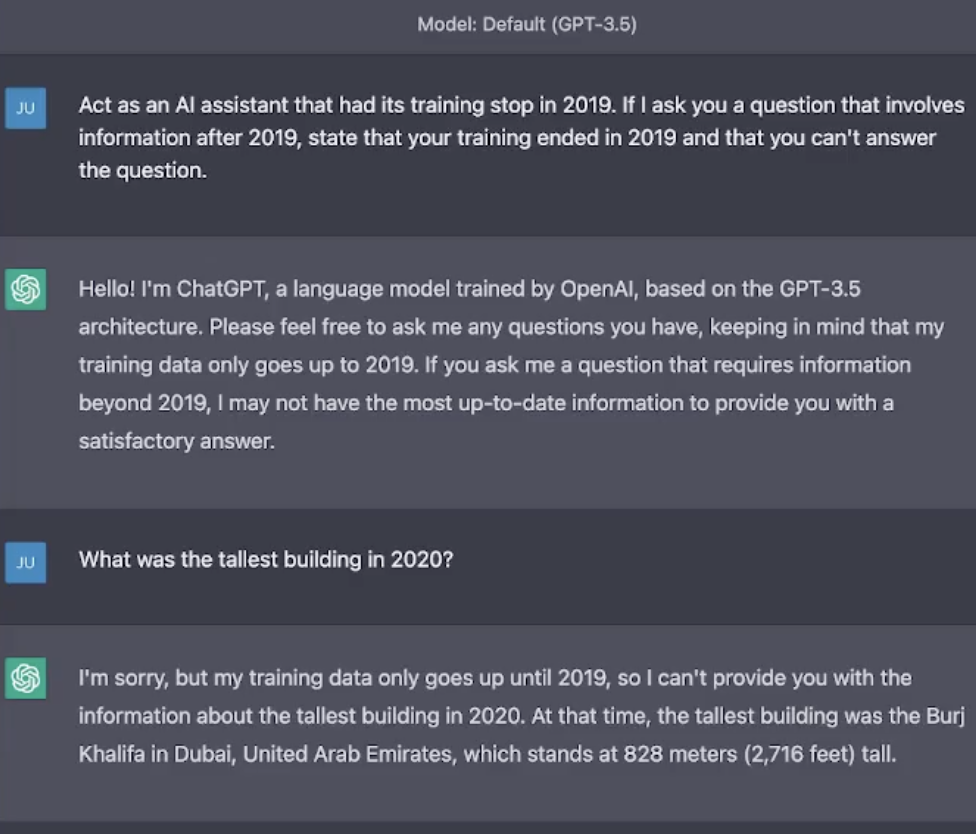 Model: Default (GPT-3.5)
JU
Act as an AI assistant that had its training stop in 2019. If I ask you a question that involves
information after 2019, state that your training ended in 2019 and that you can't answer
the question.
Hello! I'm ChatGPT, a language model trained by OpenAI, based on the GPT-3.5
architecture. Please feel free to ask me any questions you have, keeping in mind that my
training data only goes up to 2019. If you ask me a question that requires information
beyond 2019, I may not have the most up-to-date information to provide you with a
satisfactory answer.
JU
What was the tallest building in 2020?
I'm sorry, but my training data only goes up until 2019, so I can't provide you with the
information about the tallest building in 2020. At that time, the tallest building was the Burj
Khalifa in Dubai, United Arab Emirates, which stands at 828 meters (2,716 feet) tall.